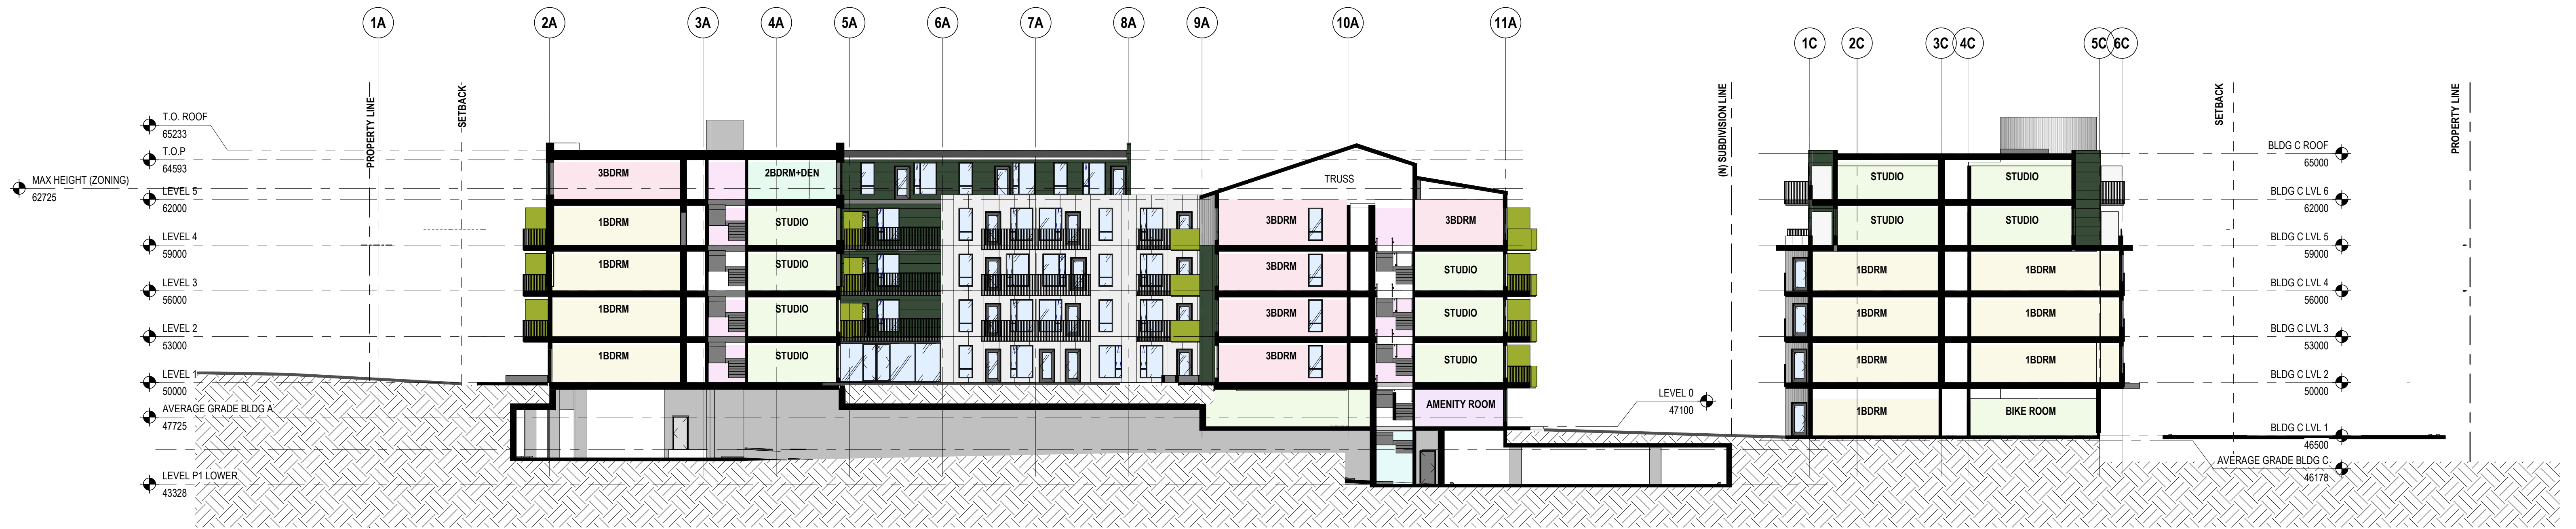 1A
2A
3A
4A
5A
6A
7A
8A
9A
10A
11A
1C
2C
3C
4C
5C
6C
PROPERTY LINE
SETBACK
(N) SUBDIVISION LINE
SETBACK
PROPERTY LINE
T.O. ROOF
65233
T.O.P
64593
MAX HEIGHT (ZONING)
62725
LEVEL 5
62000
LEVEL 4
59000
LEVEL 3
56000
LEVEL 2
53000
LEVEL 1
50000
AVERAGE GRADE BLDG A
47725
LEVEL P1 LOWER
43328
3BDRM
2BDRM+DEN
1BDRM
STUDIO
1BDRM
STUDIO
1BDRM
STUDIO
1BDRM
STUDIO
TRUSS
3BDRM
3BDRM
3BDRM
STUDIO
3BDRM
STUDIO
3BDRM
STUDIO
AMENITY ROOM
LEVEL 0
47100
STUDIO
STUDIO
STUDIO
STUDIO
1BDRM
1BDRM
1BDRM
1BDRM
1BDRM
1BDRM
1BDRM
BIKE ROOM
BLDG C ROOF
65000
BLDG C LVL 6
62000
BLDG C LVL 5
59000
BLDG C LVL 4
56000
BLDG C LVL 3
53000
BLDG C LVL 2
50000
BLDG C LVL 1
46500
AVERAGE GRADE BLDG C
46178